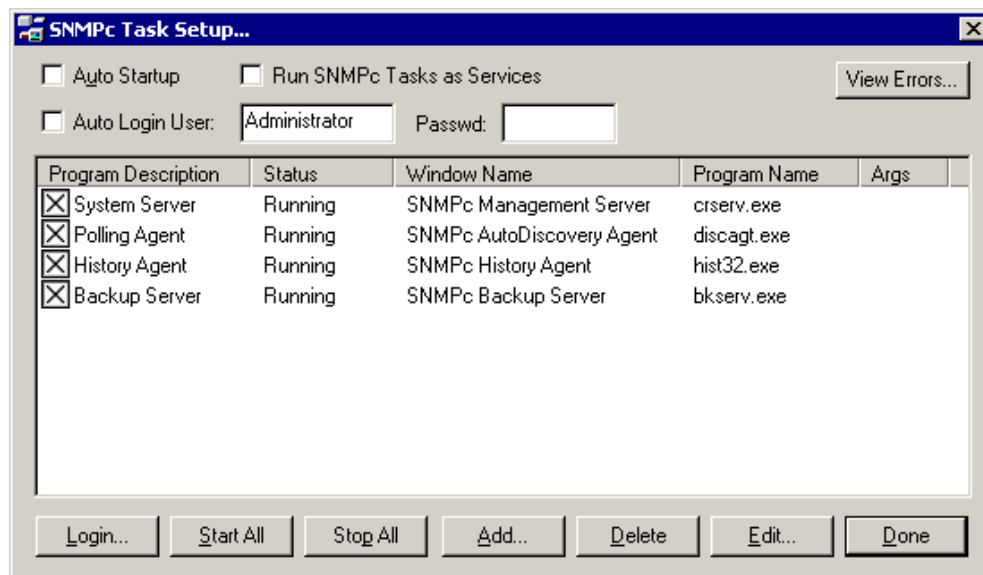 SNMPc Task Setup...
Auto Startup Run SNMPc Tasks as Services View Errors...
Auto Login User: Administrator Passwd:
Program Description Status Window Name Program Name Args
System Server Running SNMPc Management Server crserv.exe
Polling Agent Running SNMPc AutoDiscovery Agent discagt.exe
History Agent Running SNMPc History Agent hist32.exe
Backup Server Running SNMPc Backup Server bkserv.exe
Login... Start All Stop All Add... Delete Edit... Done